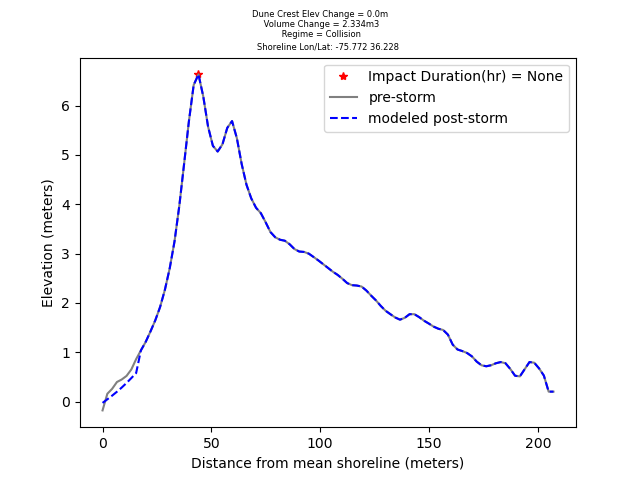 Dune Crest Elev Change = 0.0m
Volume Change = 2.334m3
Regime = Collision
Shoreline Lon/Lat: -75.772 36.228
Impact Duration(hr) = None
pre-storm
modeled post-storm
Elevation (meters)
6
5
4
3
2
1
0
0 50 100 150 200
Distance from mean shoreline (meters)